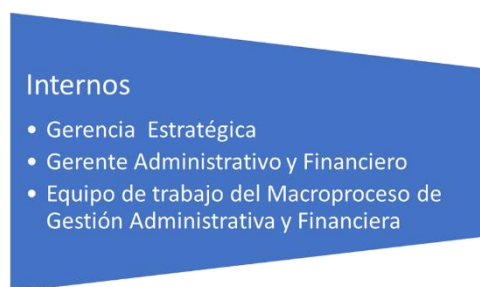 Internos
• Gerencia Estratégica
• Gerente Administrativo y Financiero
• Equipo de trabajo del Macroproceso de
Gestión Administrativa y Financiera